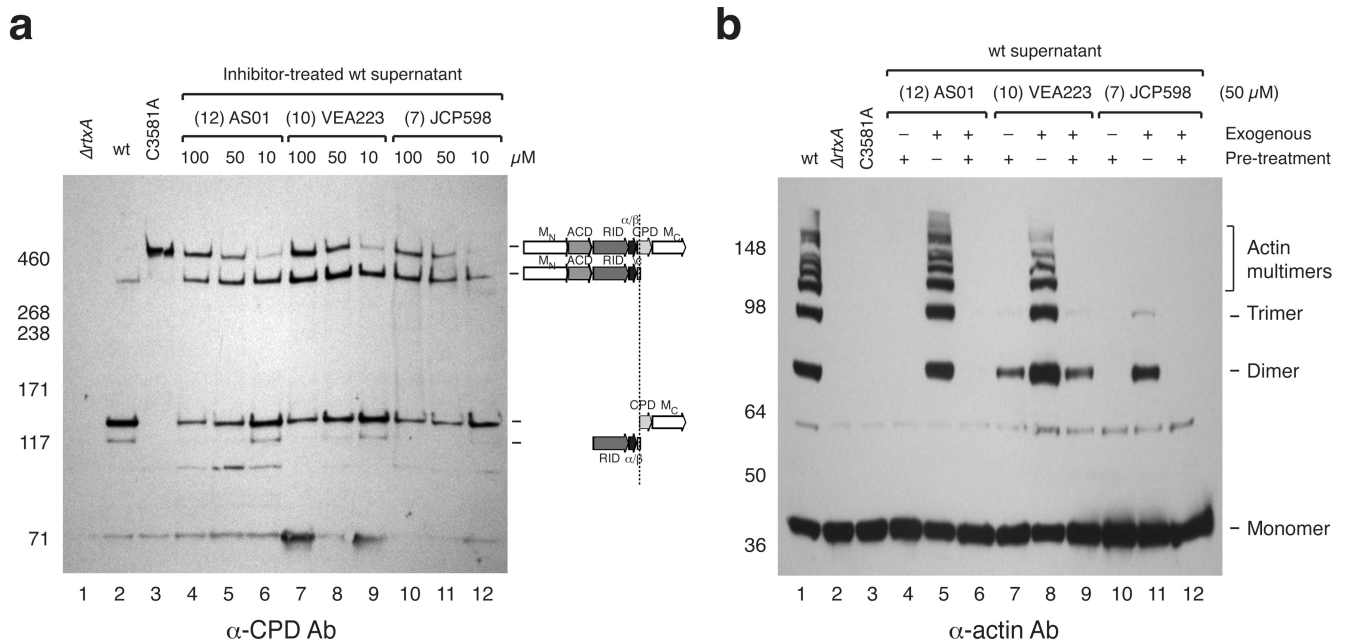 a
Inhibitor-treated wt supernatant
(12) AS01 (10) VEA223 (7) JCP598
ΔrtxA wt C3581A 100 50 10 100 50 10 100 50 10 μM
460
268
238
171
117
71
α/β
M_N ACD RID CPD M_C
M_N ACD RID
CPD M_C
RID α/β
1 2 3 4 5 6 7 8 9 10 11 12
α-CPD Ab
b
wt supernatant
(12) AS01 (10) VEA223 (7) JCP598 (50 μM)
– + + – + + – + + Exogenous
wt ΔrtxA C3581A + – + + – + + – + Pre-treatment
148
98
64
50
36
Actin
multimers
– Trimer
– Dimer
– Monomer
1 2 3 4 5 6 7 8 9 10 11 12
α-actin Ab